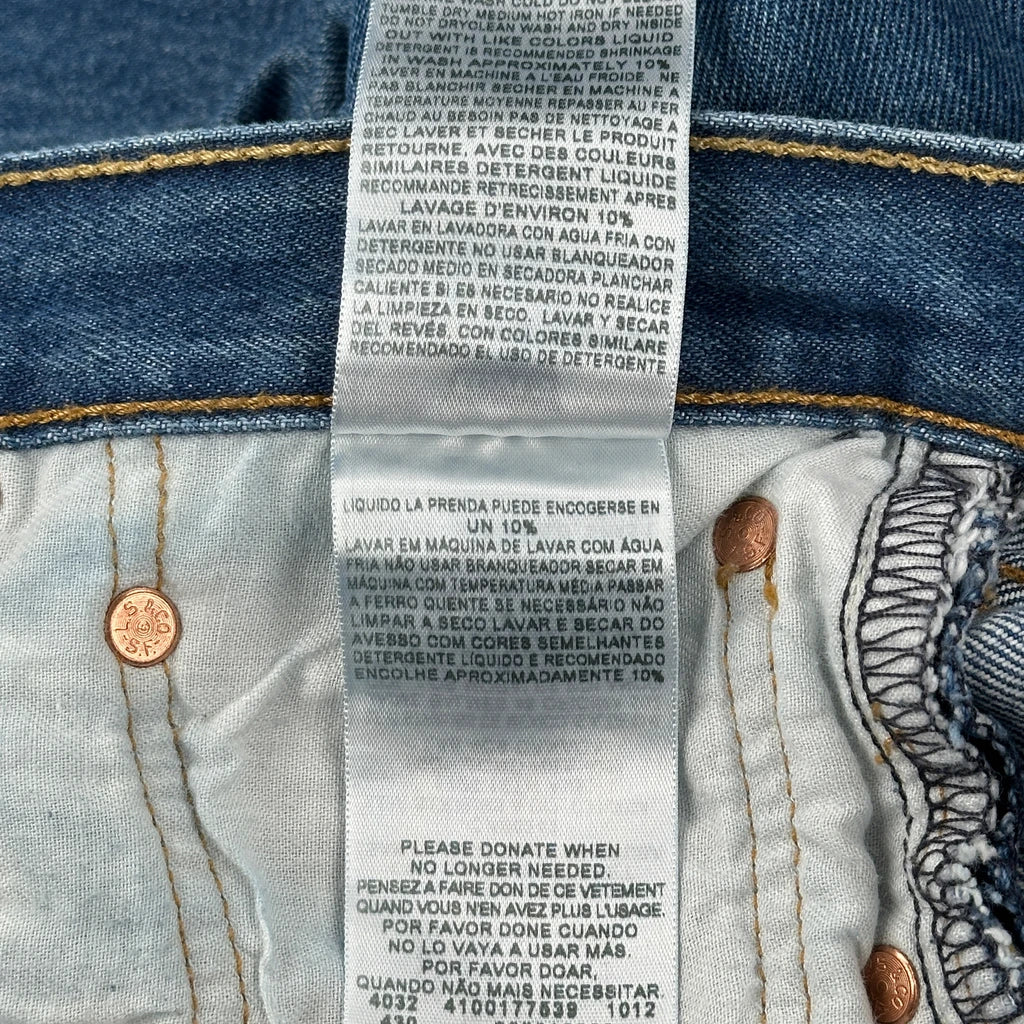 WASH COLD DO NO
TUMBLE DRY MEDIUM HOT IRON IF NEEDED
DO NOT DRYCLEAN WASH AND DRY INSIDE
OUT WITH LIKE COLORS LIQUID
DETERGENT IS RECOMMENDED SHRINKAGE
WASH APPROXIMATELY 10%
LAVER EN MACHINE A L'EAU FROIDE. NE
PAS BLANCHIR SECHER EN MACHINE A
TEMPERATURE MOYENNE REPASSER AU FER
CHAUD AU BESOIN PAS DE NETTOYAGE A
SEC LAVER ET SECHER LE PRODUIT
RETOURNE, AVEC DES COULEURS
SIMILAIRES DETERGENT LIQUIDE
RECOMMANDE RETRECISSEMENT APRES
LAVAGE D'ENVIRON 10%
LAVAR EN LAVADORA CON AGUA FRIA CON
DETERGENTE NO USAR BLANQUEADOR
SECADO MEDIO EN SECADORA PLANCHAR
CALIENTE SI ES NECESARIO NO REALICE
LA LIMPIEZA EN SECO. LAVAR Y SECAR
DEL REVÉS, CON COLORES SIMILARE
RECOMENDADO EL USO DE DETERGENTE
LIQUIDO LA PRENDA PUEDE ENCOGERSE EN
UN 10%
LAVAR EM MÁQUINA DE LAVAR COM ÁGUA
FRIA NÃO USAR BRANQUEADOR SECAR EM
MÁQUINA COM TEMPERATURA MÉDIA PASSAR
A FERRO QUENTE SE NECESSÁRIO NÃO
LIMPAR A SECO LAVAR E SECAR DO
AVESSO COM CORES SEMELHANTES
DETERGENTE LÍQUIDO E RECOMENDADO
ENCOLHE APROXIMADAMENTE 10%
L S & CO
S.F.
PLEASE DONATE WHEN
NO LONGER NEEDED.
PENSEZ A FAIRE DON DE CE VETEMENT
QUAND VOUS N'EN AVEZ PLUS L'USAGE.
POR FAVOR DONE CUANDO
NO LO VAYA A USAR MÁS.
POR FAVOR DOAR,
QUANDO NÃO MAIS NECESSITAR.
4032 4100177539 1012